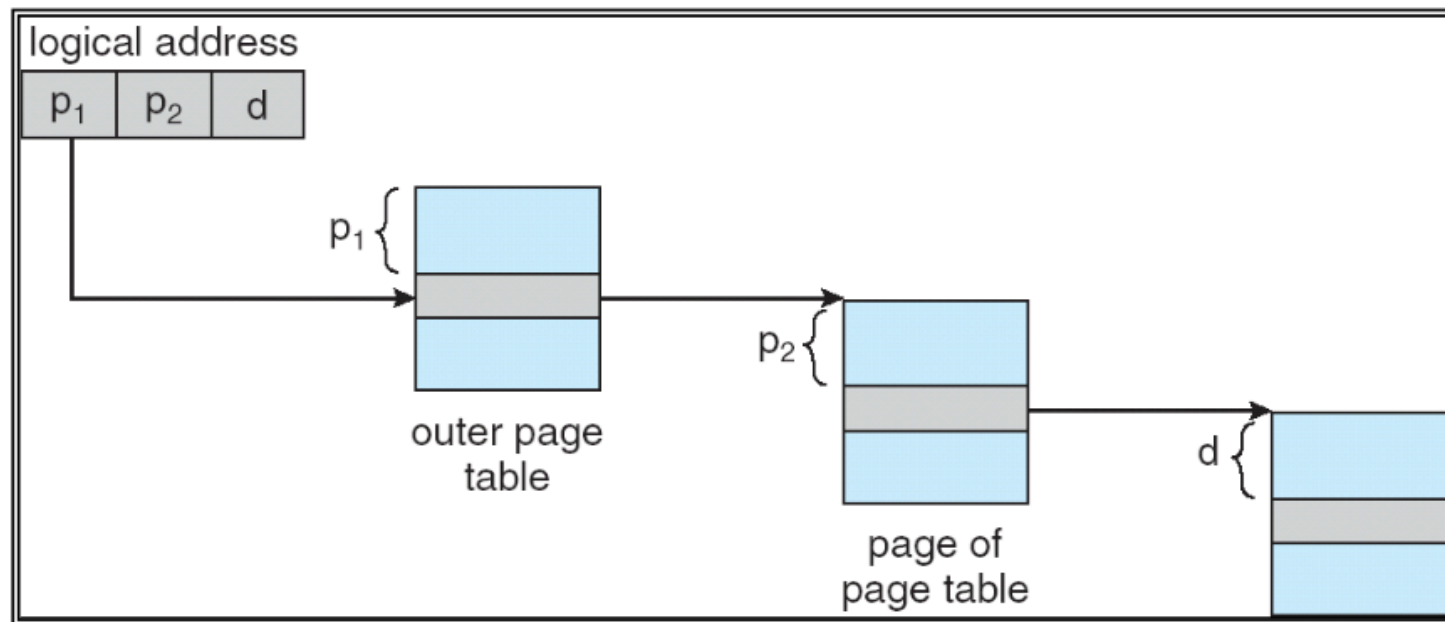 logical address
p₁ p₂ d
p₁
outer page
table
p₂
page of
page table
d